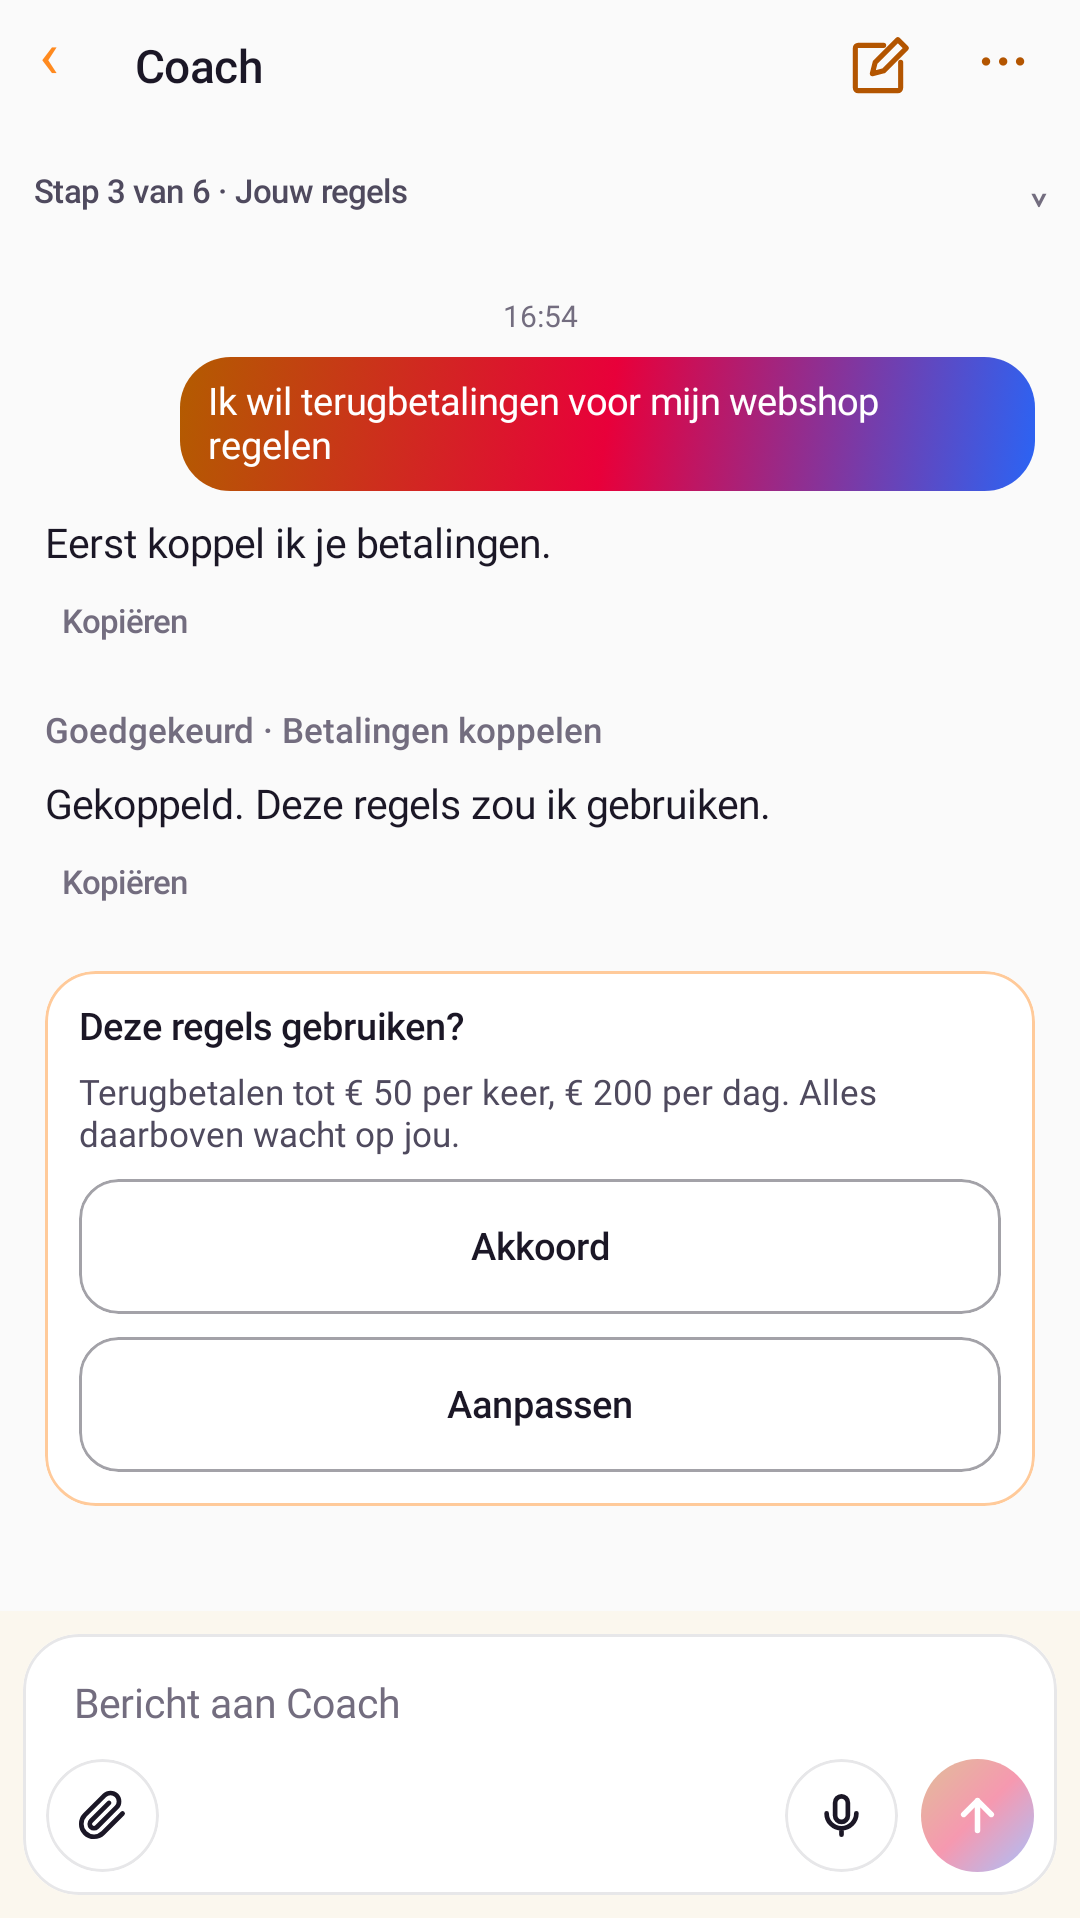 Coach
Stap 3 van 6 · Jouw regels
16:54
Ik wil terugbetalingen voor mijn webshop
regelen
Eerst koppel ik je betalingen.
Kopiëren
Goedgekeurd · Betalingen koppelen
Gekoppeld. Deze regels zou ik gebruiken.
Kopiëren
Deze regels gebruiken?
Terugbetalen tot € 50 per keer, € 200 per dag. Alles
daarboven wacht op jou.
Akkoord
Aanpassen
Bericht aan Coach